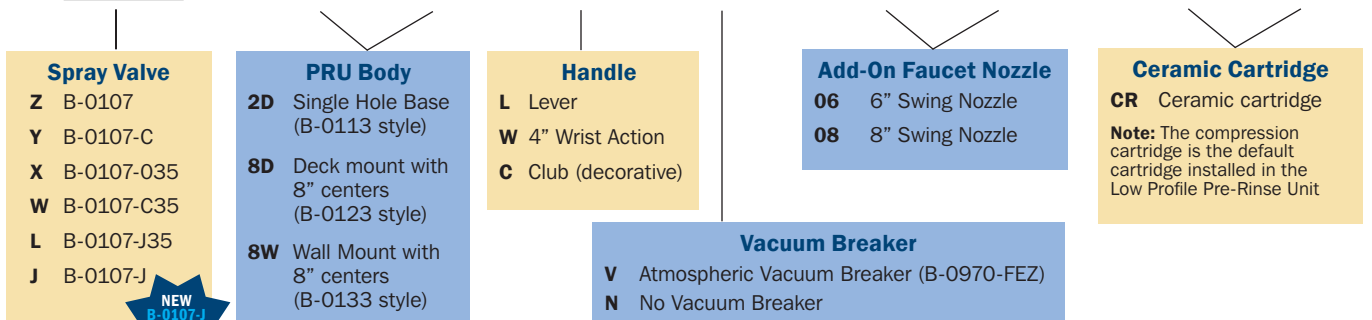 Spray Valve
Z B-0107
Y B-0107-C
X B-0107-035
W B-0107-C35
L B-0107-J35
J B-0107-J
NEW
B-0107-J
PRU Body
2D Single Hole Base
(B-0113 style)
8D Deck mount with
8” centers
(B-0123 style)
8W Wall Mount with
8” centers
(B-0133 style)
Handle
L Lever
W 4” Wrist Action
C Club (decorative)
Vacuum Breaker
V Atmospheric Vacuum Breaker (B-0970-FEZ)
N No Vacuum Breaker
Add-On Faucet Nozzle
06 6” Swing Nozzle
08 8” Swing Nozzle
Ceramic Cartridge
CR Ceramic cartridge
Note: The compression
cartridge is the default
cartridge installed in the
Low Profile Pre-Rinse Unit